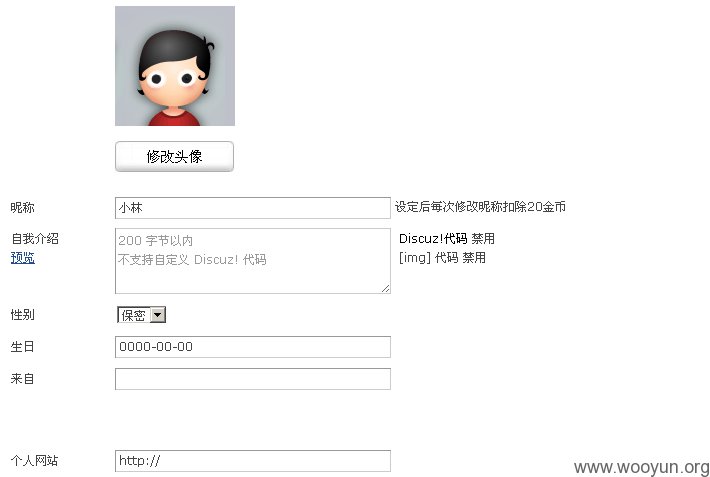 修改头像
昵称 小林 设定后每次修改昵称扣除20金币
自我介绍 200 字节以内 Discuz!代码 禁用
预览 不支持自定义 Discuz! 代码 [img] 代码 禁用
性别 保密
生日 0000-00-00
来自
个人网站 http://
www.wooyun.org